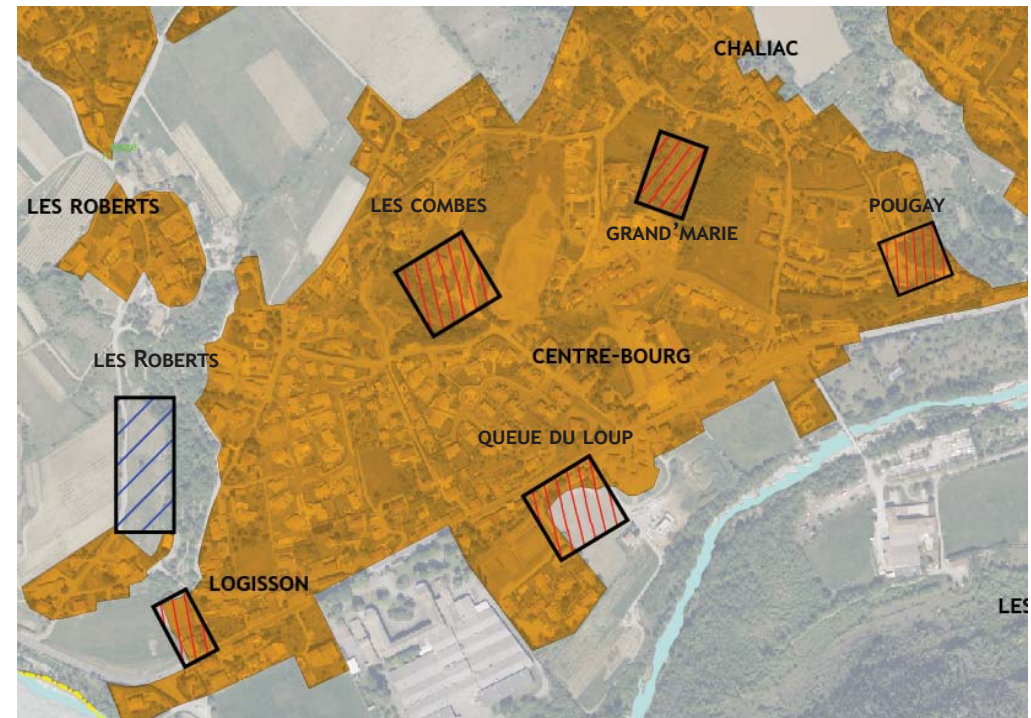 CHALIAC
LES ROBERTS
LES COMBES
GRAND'MARIE
POUGAY
LES ROBERTS
CENTRE-BOURG
QUEUE DU LOUP
LOGISSON
LES